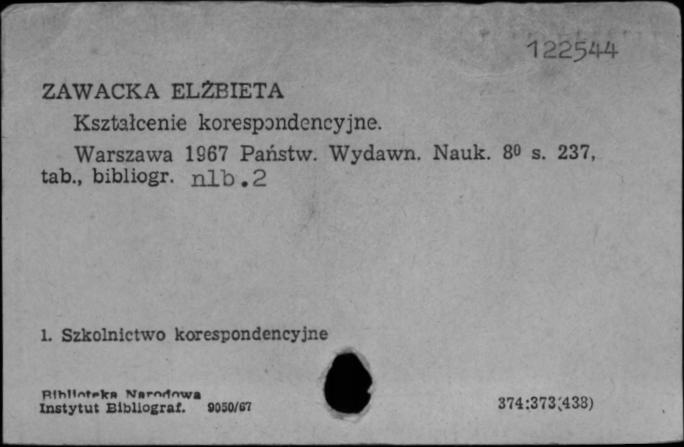 122544
ZAWACKA ELŻBIETA
Kształcenie korespondencyjne.
Warszawa 1967 Państw. Wydawn. Nauk. 8⁰ s. 237,
tab., bibliogr. nlb.2
1. Szkolnictwo korespondencyjne
Biblioteka Narodowa
Instytut Bibliograf. 9050/67
374:373(438)